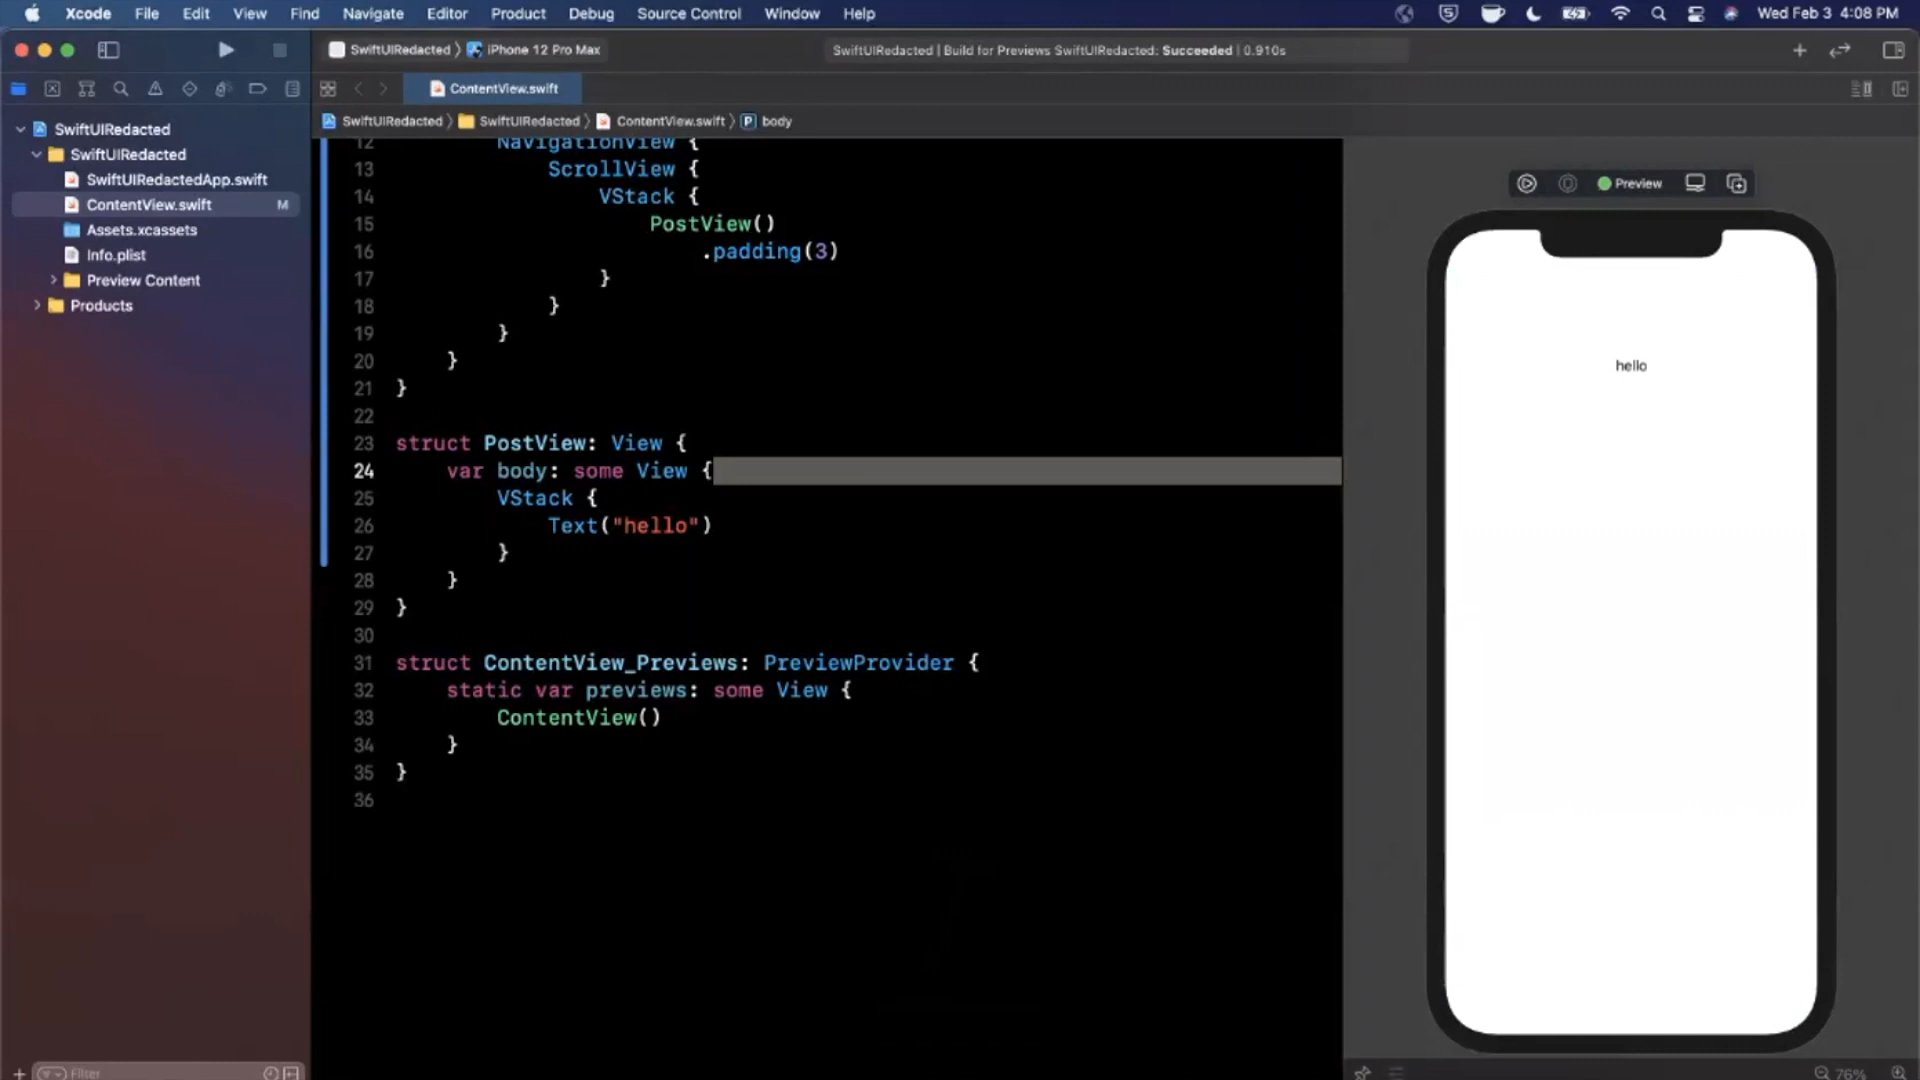 Xcode File Edit View Find Navigate Editor Product Debug Source Control Window Help Wed Feb 3 4:08 PM
SwiftUIRedacted 〉 iPhone 12 Pro Max SwiftUIRedacted | Build for Previews SwiftUIRedacted: Succeeded | 0.910s
ContentView.swift
SwiftUIRedacted 〉 SwiftUIRedacted 〉 ContentView.swift 〉 P body
SwiftUIRedacted
SwiftUIRedacted
SwiftUIRedactedApp.swift
ContentView.swift M
Assets.xcassets
Info.plist
Preview Content
Products
Filter
12 NavigationView {
13 ScrollView {
14 VStack {
15 PostView()
16 .padding(3)
17 }
18 }
19 }
20 }
21 }
22
23 struct PostView: View {
24 var body: some View {
25 VStack {
26 Text("hello")
27 }
28 }
29 }
30
31 struct ContentView_Previews: PreviewProvider {
32 static var previews: some View {
33 ContentView()
34 }
35 }
36
Preview
hello
76%